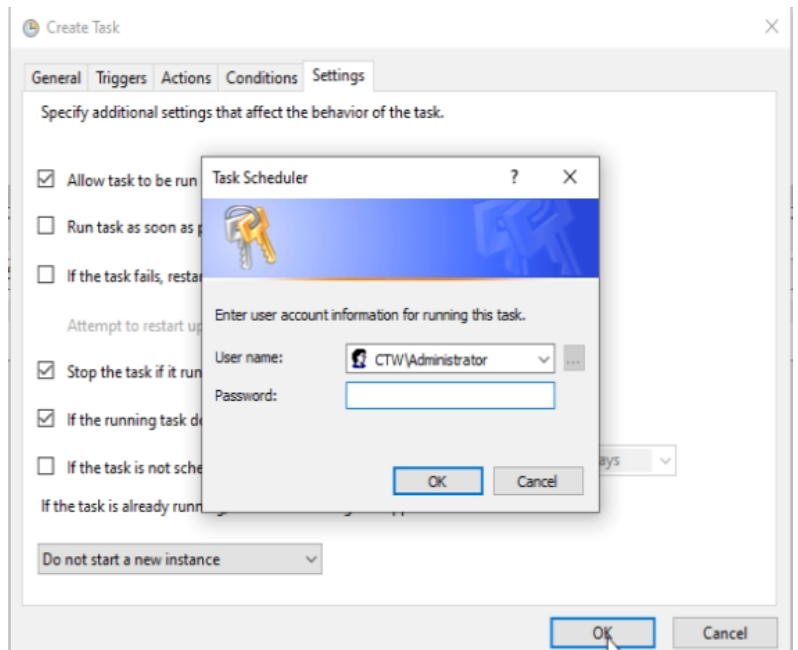 Create Task
General Triggers Actions Conditions Settings
Specify additional settings that affect the behavior of the task.
Allow task to be run
Run task as soon as
If the task fails,
Attempt to restart
Stop the task if it
If the running task
If the task is not
If the task is already
Do not start a new instance
OK Cancel
Task Scheduler ?
Enter user account information for running this task.
User name: CTW\Administrator ...
Password:
OK Cancel